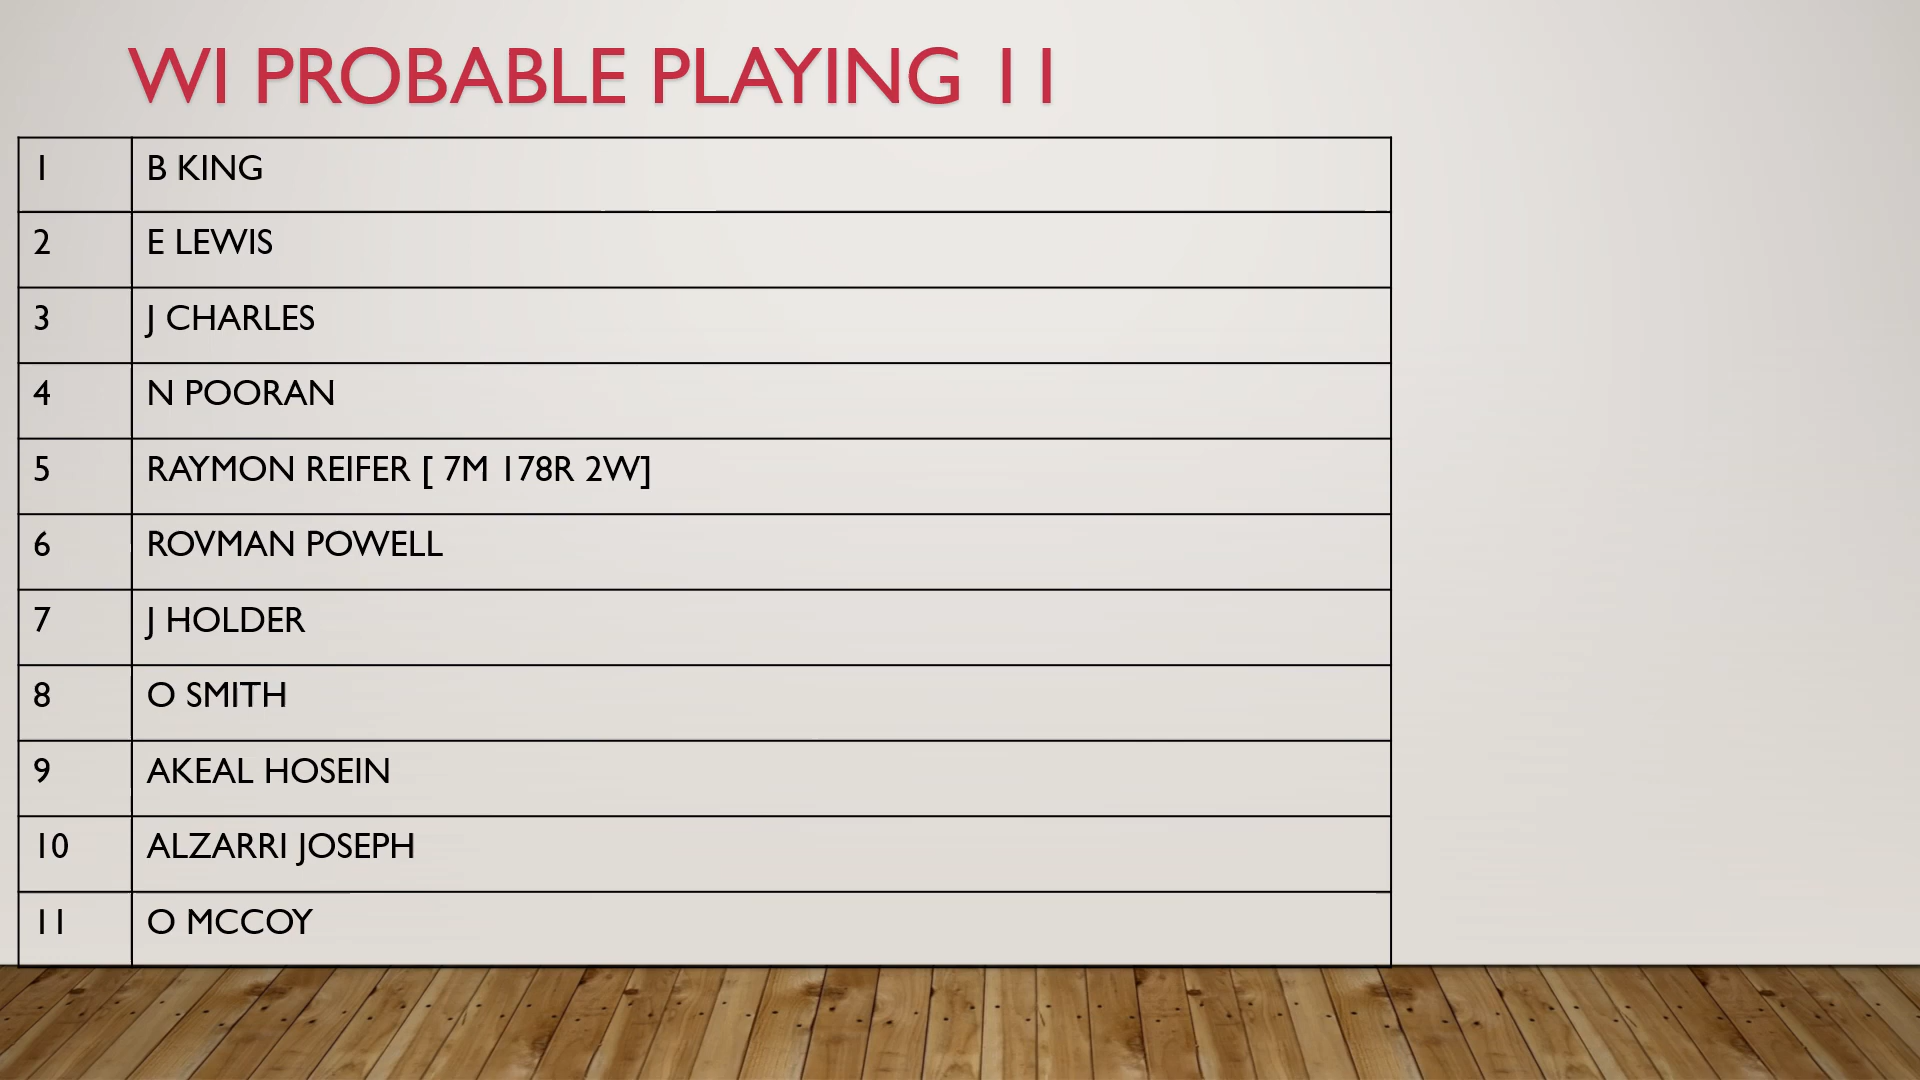 WI PROBABLE PLAYING 11
1 B KING
2 E LEWIS
3 J CHARLES
4 N POORAN
5 RAYMON REIFER [ 7M 178R 2W]
6 ROVMAN POWELL
7 J HOLDER
8 O SMITH
9 AKEAL HOSEIN
10 ALZARRI JOSEPH
11 O MCCOY